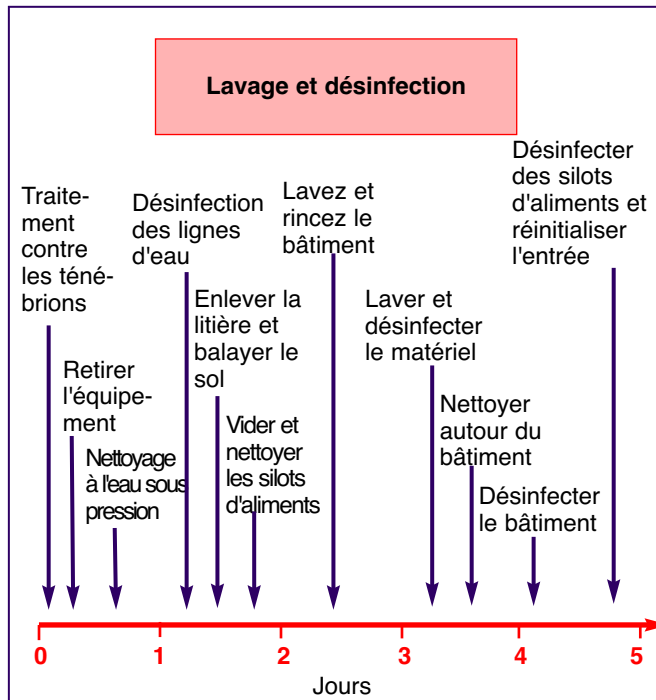 Lavage et désinfection
Traite-
ment
contre
les téné-
brions
Retirer
l'équipe-
ment
Nettoyage
à l'eau sous
pression
Désinfection
des lignes
d'eau
Enlever la
litière et
balayer le
sol
Vider et
nettoyer
les silots
d'aliments
Lavez et
rincez le
bâtiment
Laver et
désinfecter
le matériel
Nettoyer
autour du
bâtiment
Désinfecter
le bâtiment
Désinfecter
des silots
d'aliments et
réinitialiser
l'entrée
0 1 2 3 4 5
Jours